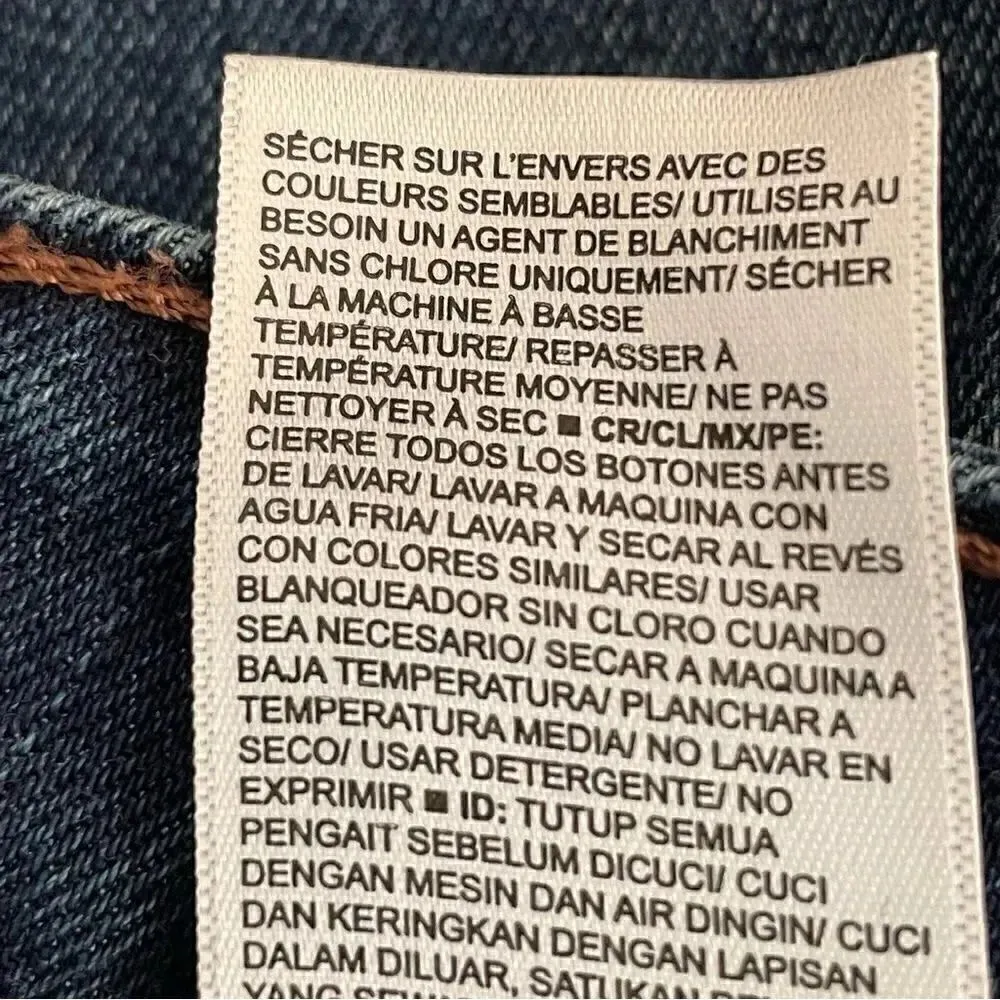 SÉCHER SUR L'ENVERS AVEC DES
COULEURS SEMBLABLES/ UTILISER AU
BESOIN UN AGENT DE BLANCHIMENT
SANS CHLORE UNIQUEMENT/ SÉCHER
À LA MACHINE À BASSE
TEMPÉRATURE/ REPASSER À
TEMPÉRATURE MOYENNE/ NE PAS
NETTOYER À SEC ■ CR/CL/MX/PE:
CIERRE TODOS LOS BOTONES ANTES
DE LAVAR/ LAVAR A MAQUINA CON
AGUA FRIA/ LAVAR Y SECAR AL REVÉS
CON COLORES SIMILARES/ USAR
BLANQUEADOR SIN CLORO CUANDO
SEA NECESARIO/ SECAR A MAQUINA A
BAJA TEMPERATURA/ PLANCHAR A
TEMPERATURA MEDIA/ NO LAVAR EN
SECO/ USAR DETERGENTE/ NO
EXPRIMIR ■ ID: TUTUP SEMUA
PENGAIT SEBELUM DICUCI/ CUCI
DENGAN MESIN DAN AIR DINGIN/ CUCI
DAN KERINGKAN DENGAN LAPISAN
DALAM DILUAR, SATUKAN
YANG